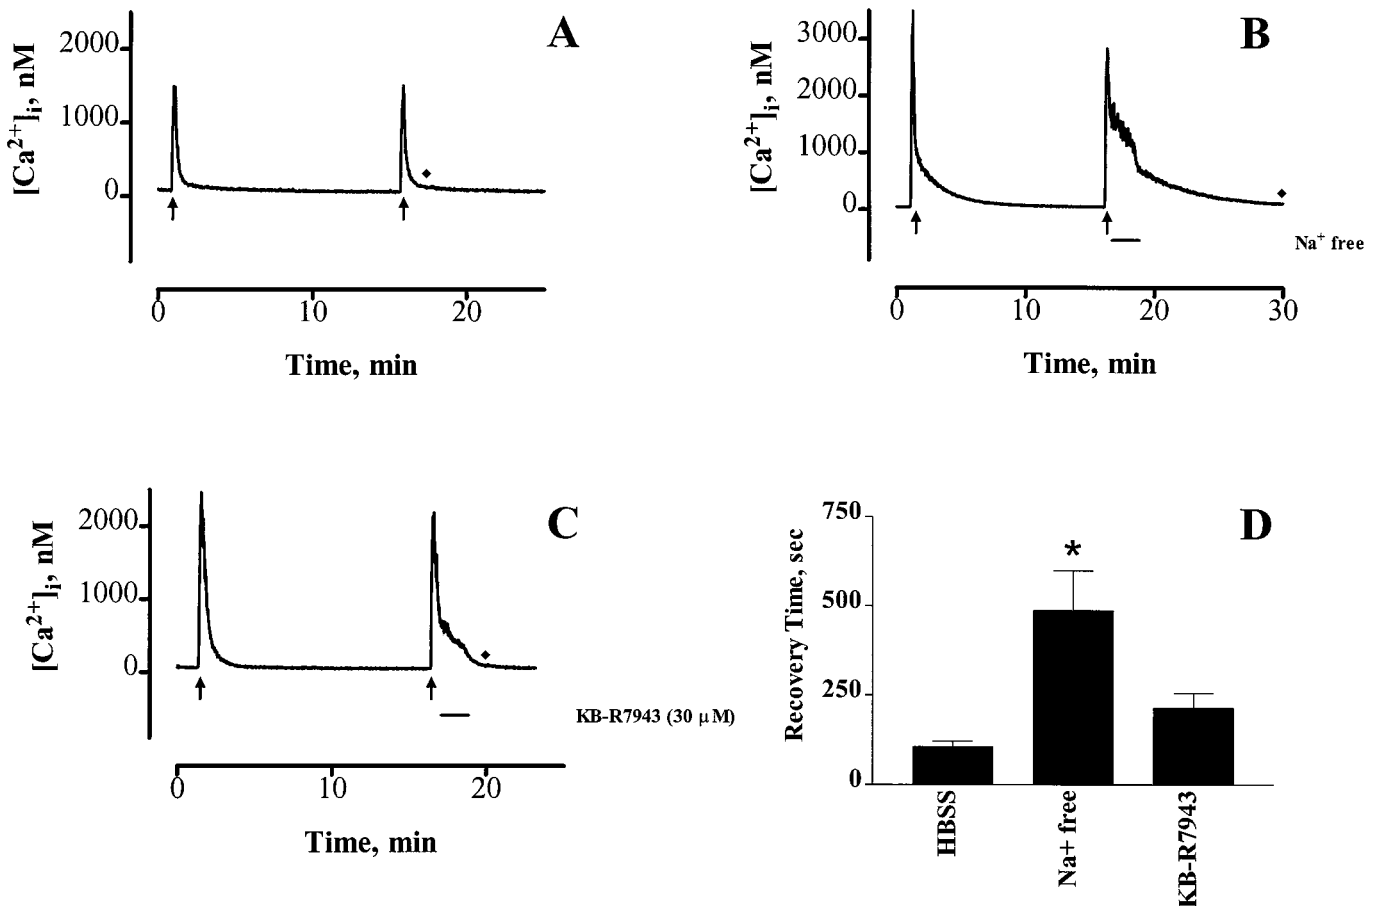 A
[Ca2+]i, nM
2000
1000
0
0 10 20
Time, min
B
[Ca2+]i, nM
3000
2000
1000
0
Na+ free
0 10 20 30
Time, min
C
[Ca2+]i, nM
2000
1000
0
KB-R7943 (30 μM)
0 10 20
Time, min
D
Recovery Time, sec
750
500
250
0
*
HBSS
Na+ free
KB-R7943